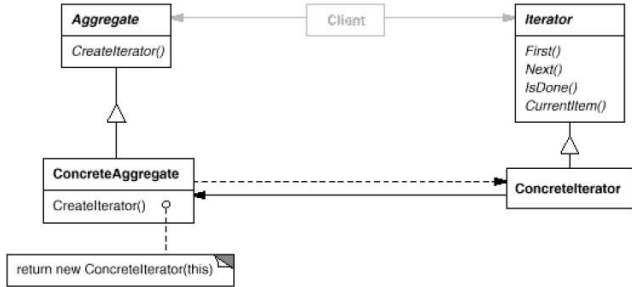 Aggregate
Client
Iterator
CreateIterator()
First()
Next()
IsDone()
CurrentItem()
ConcreteAggregate
CreateIterator()
ConcreteIterator
return new ConcreteIterator(this)